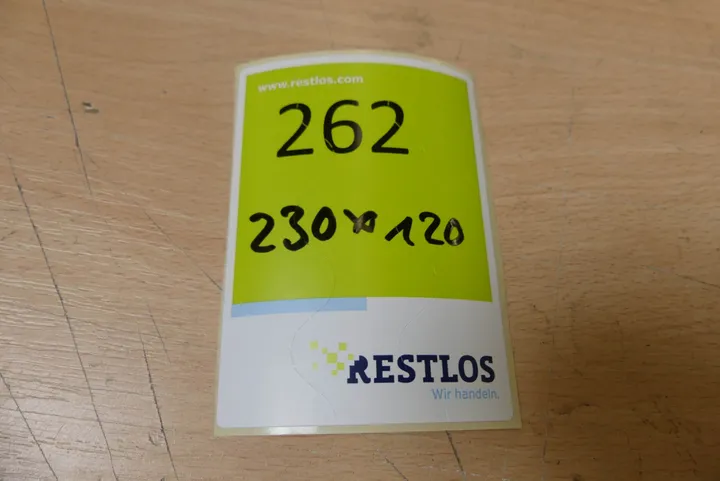 www.restlos.com
262
230x120
RESTLOS
Wir handeln.